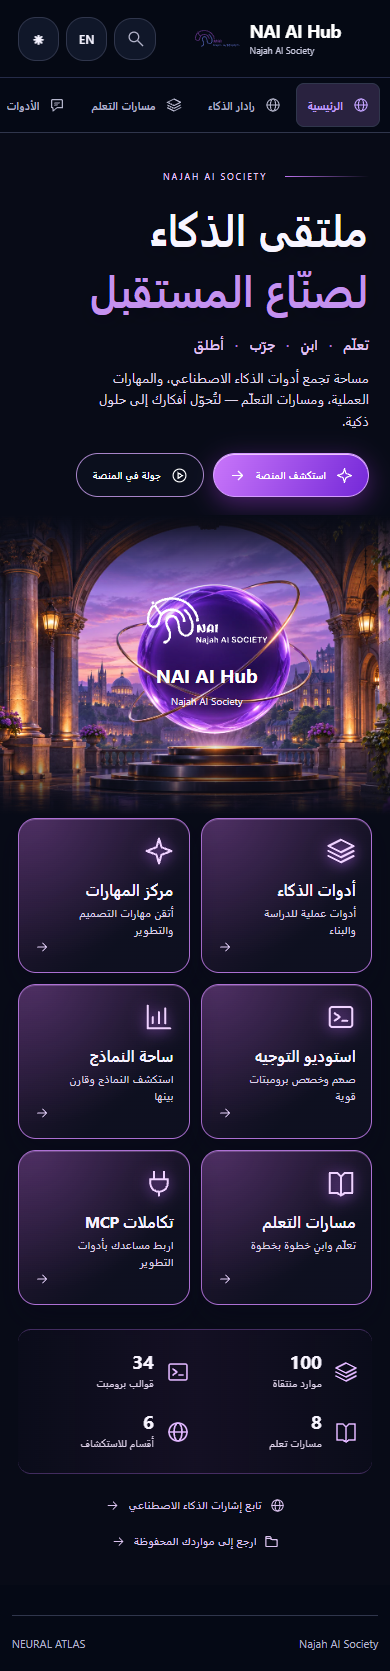 NAI AI Hub
Najah AI Society
EN
الرئيسية
رادار الذكاء
مسارات التعلم
الأدوات
NAJAH AI SOCIETY
ملتقى الذكاء
لصنّاع المستقبل
تعلّم · ابنِ · جرّب · أطلق
مساحة تجمع أدوات الذكاء الاصطناعي، والمهارات
العملية، ومسارات التعلّم — لتُحوّل أفكارك إلى حلول
ذكية.
استكشف المنصة
جولة في المنصة
NAI
Najah AI SOCIETY
NAI AI Hub
Najah AI Society
أدوات الذكاء
أدوات عملية للدراسة
والبناء
مركز المهارات
أتقن مهارات التصميم
والتطوير
استوديو التوجيه
صمّم وخصّص برومبتات
قوية
ساحة النماذج
استكشف النماذج وقارن
بينها
مسارات التعلم
تعلّم وابنِ خطوة بخطوة
تكاملات MCP
اربط مساعدك بأدوات
التطوير
100
موارد منتقاة
34
قوالب برومبت
8
مسارات تعلم
6
أقسام للاستكشاف
تابع إشارات الذكاء الاصطناعي
ارجع إلى مواردك المحفوظة
Najah AI Society
NEURAL ATLAS